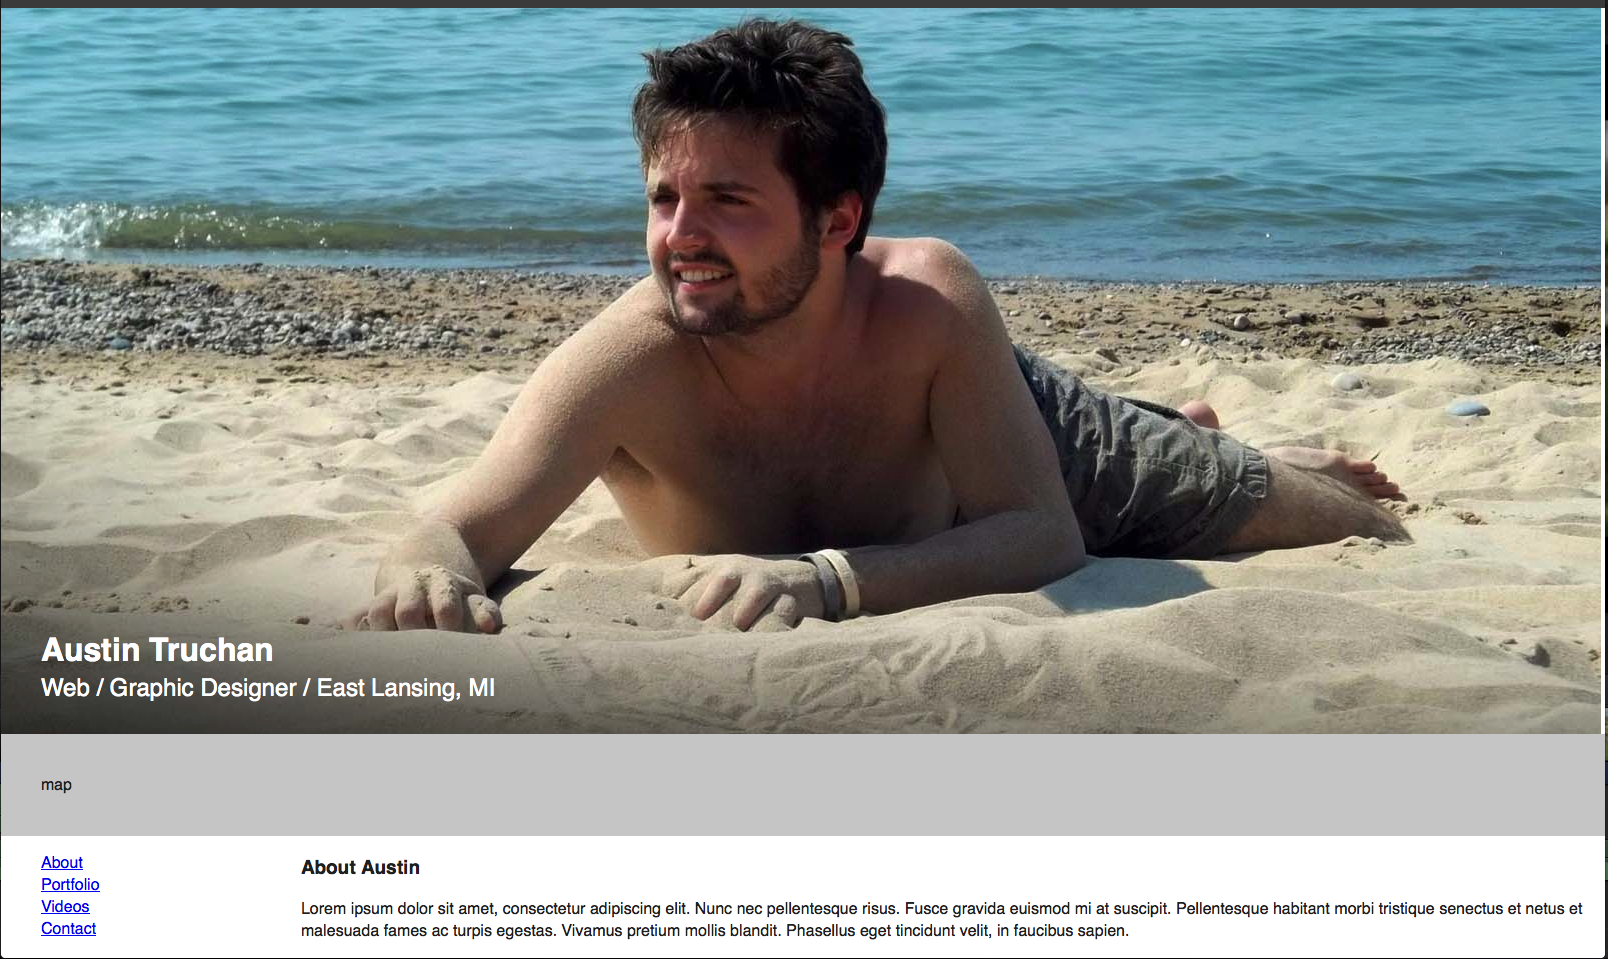 Austin Truchan
Web / Graphic Designer / East Lansing, MI
map
About
Portfolio
Videos
Contact
About Austin
Lorem ipsum dolor sit amet, consectetur adipiscing elit. Nunc nec pellentesque risus. Fusce gravida euismod mi at suscipit. Pellentesque habitant morbi tristique senectus et netus et
malesuada fames ac turpis egestas. Vivamus pretium mollis blandit. Phasellus eget tincidunt velit, in faucibus sapien.